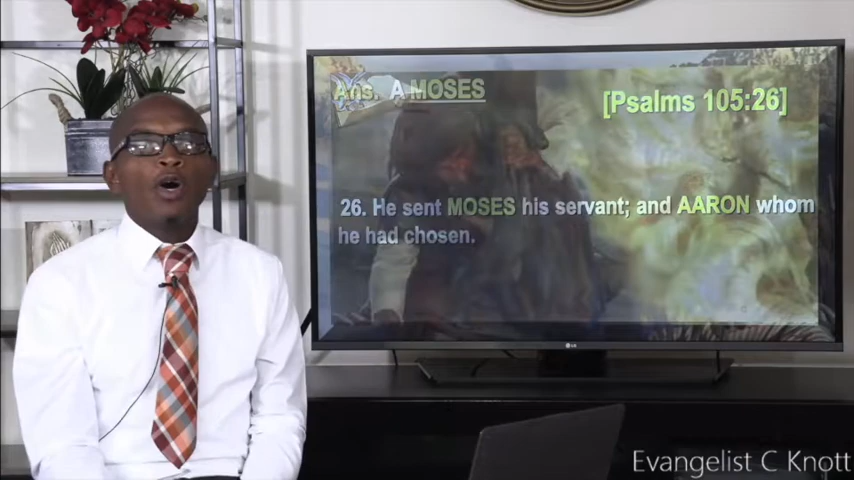 Ans. A MOSES
[Psalms 105:26]
26. He sent MOSES his servant; and AARON whom
he had chosen.
LG
Evangelist C Knott